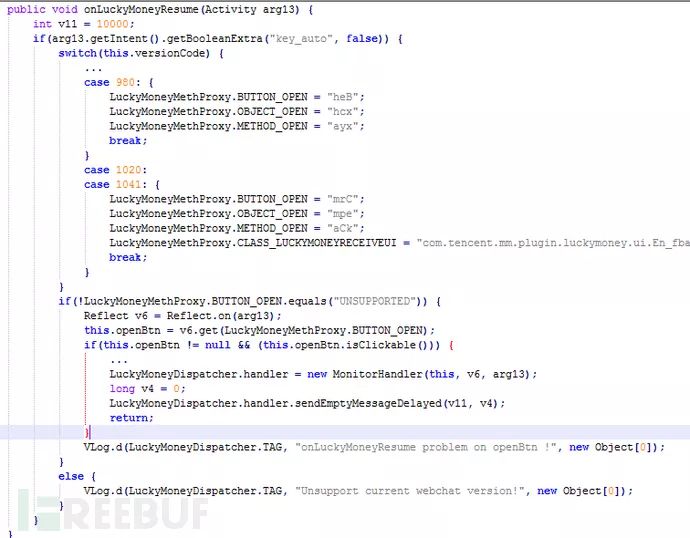 public void onLuckyMoneyResume(Activity arg13) {
int v11 = 10000;
if(arg13.getIntent().getBooleanExtra("key_auto", false)) {
switch(this.versionCode) {
...
case 980: {
LuckyMoneyMethProxy.BUTTON_OPEN = "heB";
LuckyMoneyMethProxy.OBJECT_OPEN = "hcx";
LuckyMoneyMethProxy.METHOD_OPEN = "ayx";
break;
}
case 1020:
case 1041: {
LuckyMoneyMethProxy.BUTTON_OPEN = "mrC";
LuckyMoneyMethProxy.OBJECT_OPEN = "mpe";
LuckyMoneyMethProxy.METHOD_OPEN = "aCk";
LuckyMoneyMethProxy.CLASS_LUCKYMONEYRECEIVEUI = "com.tencent.mm.plugin.luckymoney.ui.En_fba
break;
}
}
if(!LuckyMoneyMethProxy.BUTTON_OPEN.equals("UNSUPPORTED")) {
Reflect v6 = Reflect.on(arg13);
this.openBtn = v6.get(LuckyMoneyMethProxy.BUTTON_OPEN);
if(this.openBtn != null && (this.openBtn.isClickable())) {
...
LuckyMoneyDispatcher.handler = new MonitorHandler(this, v6, arg13);
long v4 = 0;
LuckyMoneyDispatcher.handler.sendEmptyMessageDelayed(v11, v4);
return;
}
VLog.d(LuckyMoneyDispatcher.TAG, "onLuckyMoneyResume problem on openBtn !", new Object[0]);
}
else {
VLog.d(LuckyMoneyDispatcher.TAG, "Unsupport current webchat version!", new Object[0]);
}
}
}
FREEBUF